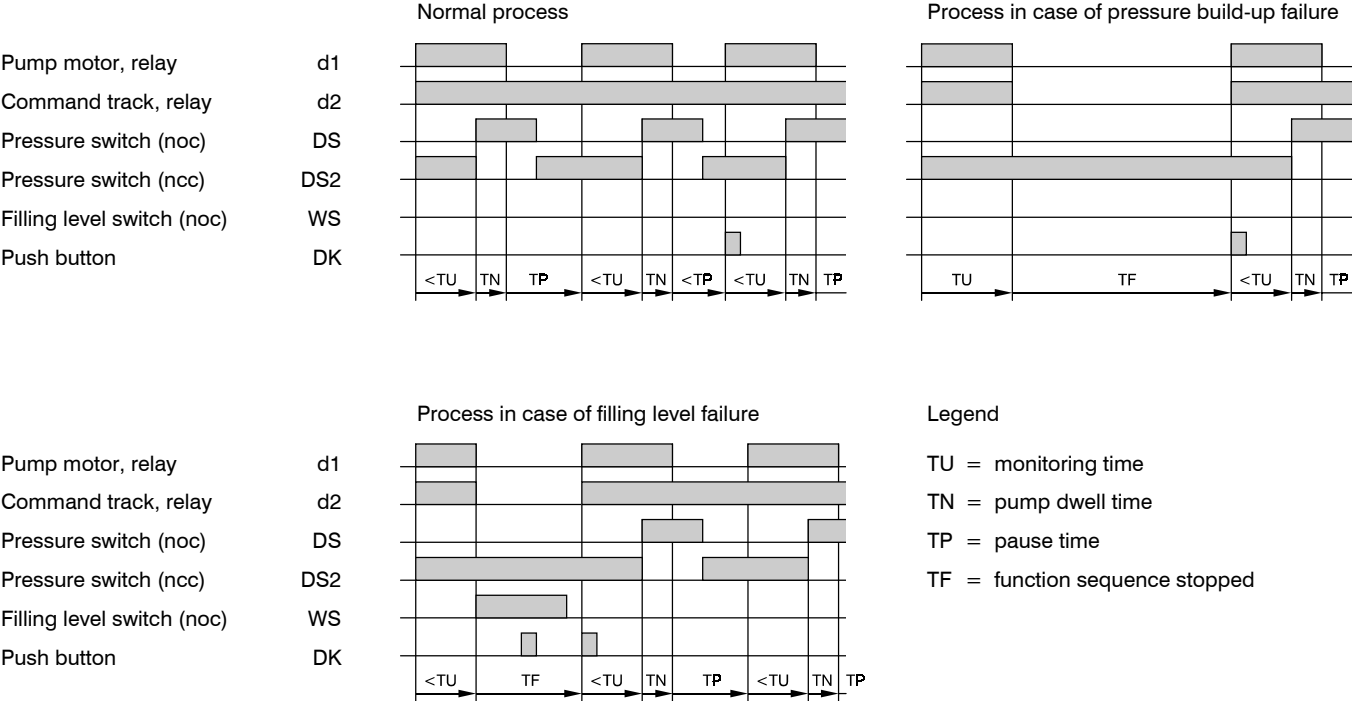 Normal process
Process in case of pressure build-up failure
Pump motor, relay d1
Command track, relay d2
Pressure switch (noc) DS
Pressure switch (ncc) DS2
Filling level switch (noc) WS
Push button DK
<TU TN TP <TU TN <TP <TU TN TP
TU TF <TU TN TP
Process in case of filling level failure
Pump motor, relay d1
Command track, relay d2
Pressure switch (noc) DS
Pressure switch (ncc) DS2
Filling level switch (noc) WS
Push button DK
<TU TF <TU TN TP <TU TN TP
Legend
TU = monitoring time
TN = pump dwell time
TP = pause time
TF = function sequence stopped